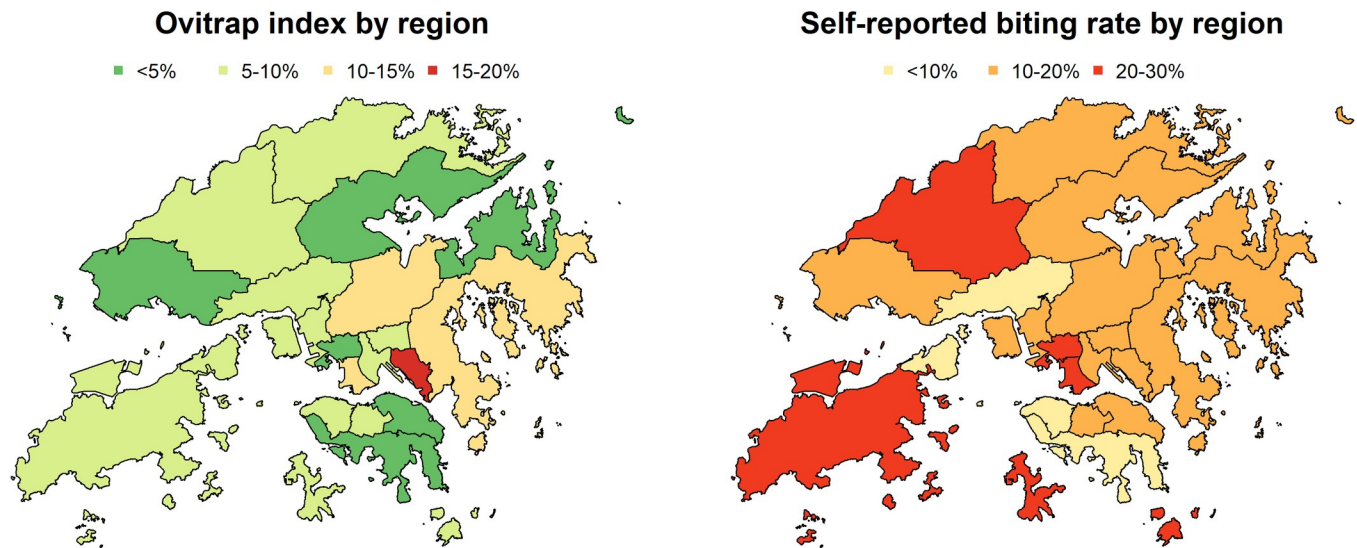 Ovitrap index by region
<5% 5-10% 10-15% 15-20%
Self-reported biting rate by region
<10% 10-20% 20-30%